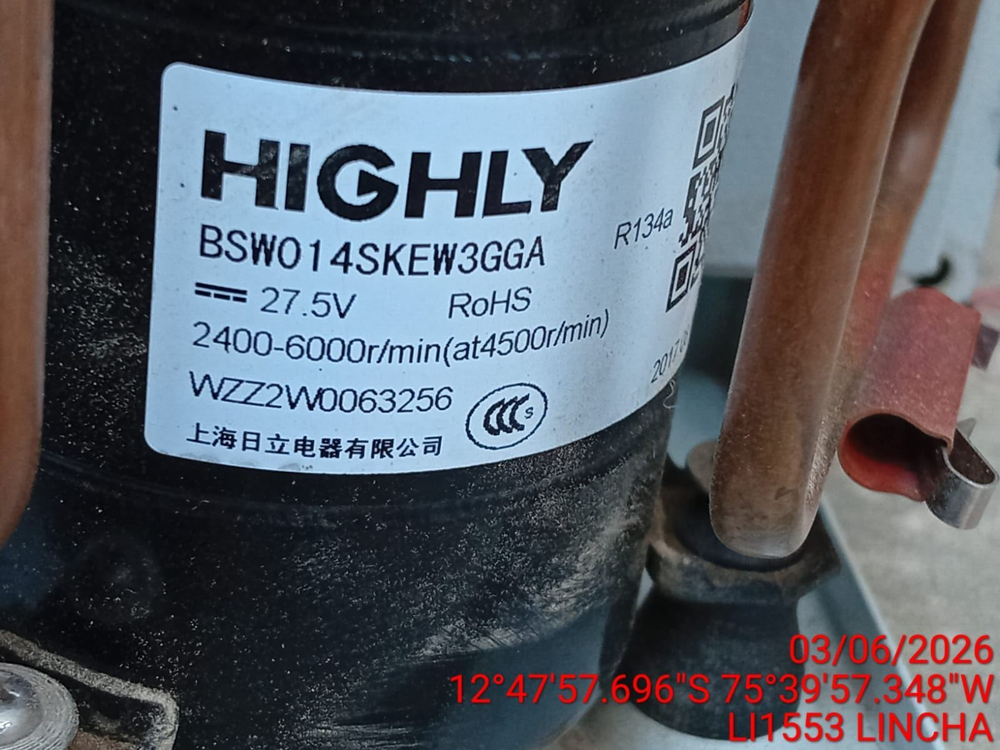 HIGHLY
BSW014SKEW3GGA
R134a
⎓ 27.5V RoHS
2400-6000r/min(at4500r/min)
WZZ2W0063256
CCC S
上海日立电器有限公司
03/06/2026
12°47'57.696"S 75°39'57.348"W
LI1553 LINCHA